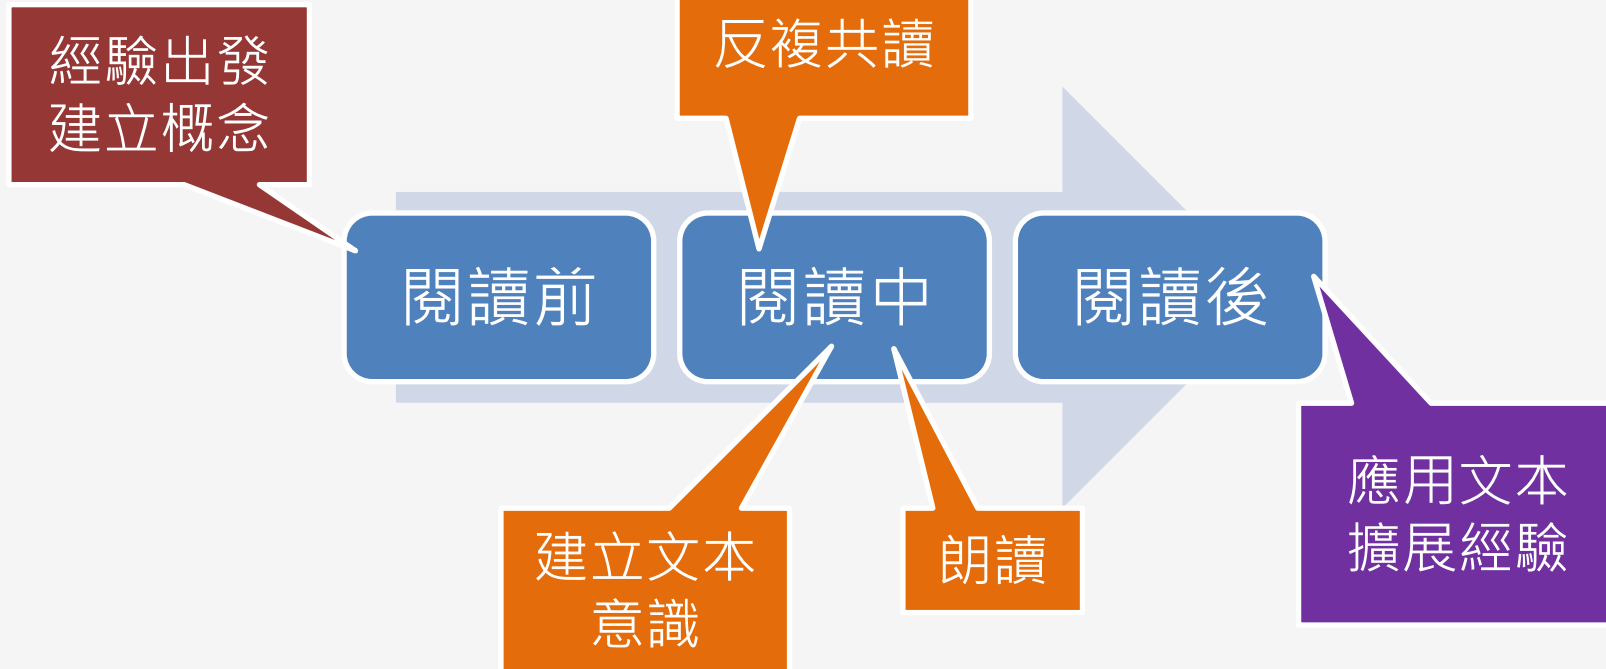 經驗出發
建立概念
反複共讀
閱讀前
閱讀中
閱讀後
建立文本
意識
朗讀
應用文本
擴展經驗